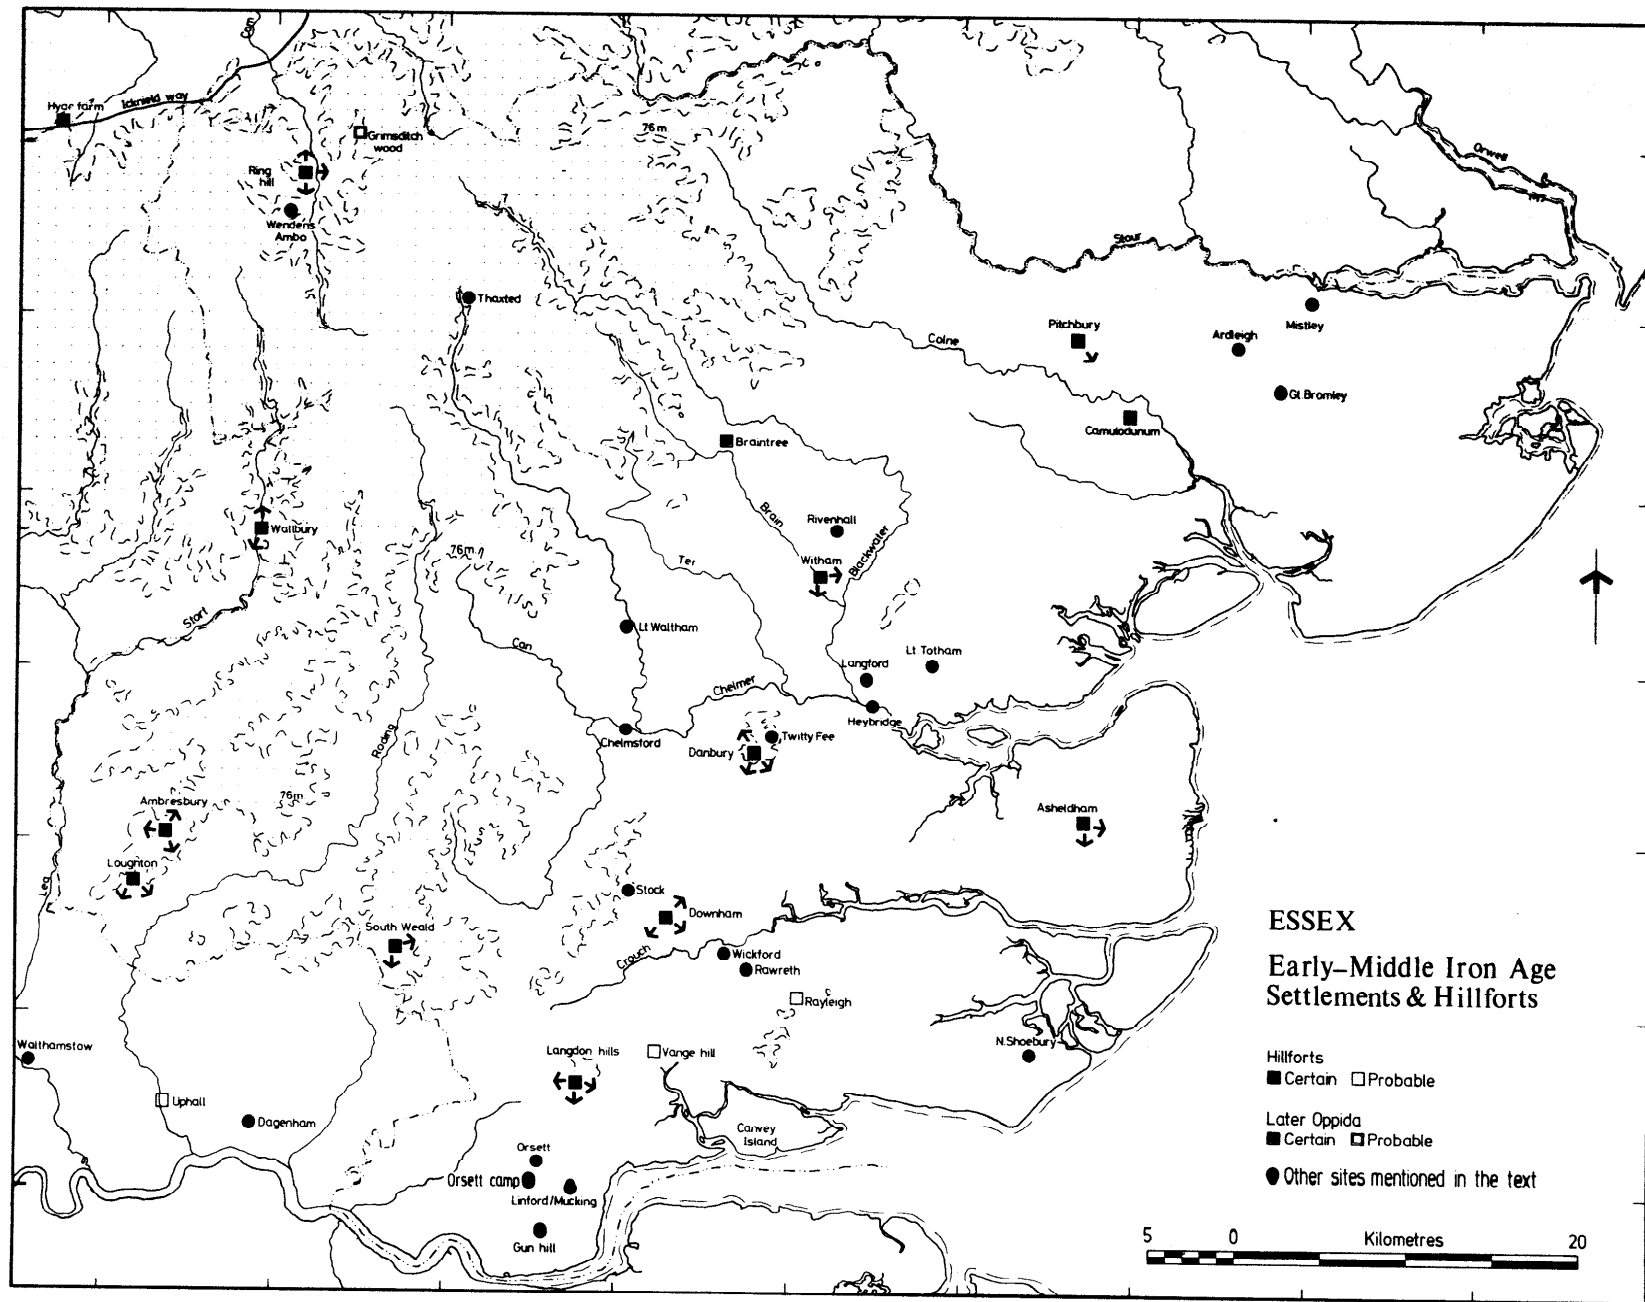 Cam
Hyde farm
Icknield way
Grimsditch
wood
76m
Orwell
Ring
hill
Wendens
Ambo
Stour
Thaxted
Mistley
Pitchbury
Ardleigh
Colne
Gt. Bromley
Camulodunum
Braintree
Brain
Rivenhall
Blackwater
Wallbury
76m
Witham
Ter
Stort
Lt Waltham
Can
Lt Totham
Langford
Chelmer
Heybridge
Roding
Chelmsford
Twitty Fee
Danbury
76m
Ambresbury
Asheldham
Loughton
Lea
Stock
Downham
South Weald
Crouch
Wickford
Rawreth
Rayleigh
Walthamstow
N. Shoebury
Langdon hills
Vange hill
Uphall
Dagenham
Canvey
Island
Orsett
Orsett camp
Linford/Mucking
Gun hill
ESSEX
Early–Middle Iron Age
Settlements & Hillforts
Hillforts
Certain Probable
Later Oppida
Certain Probable
Other sites mentioned in the text
5 0 Kilometres 20